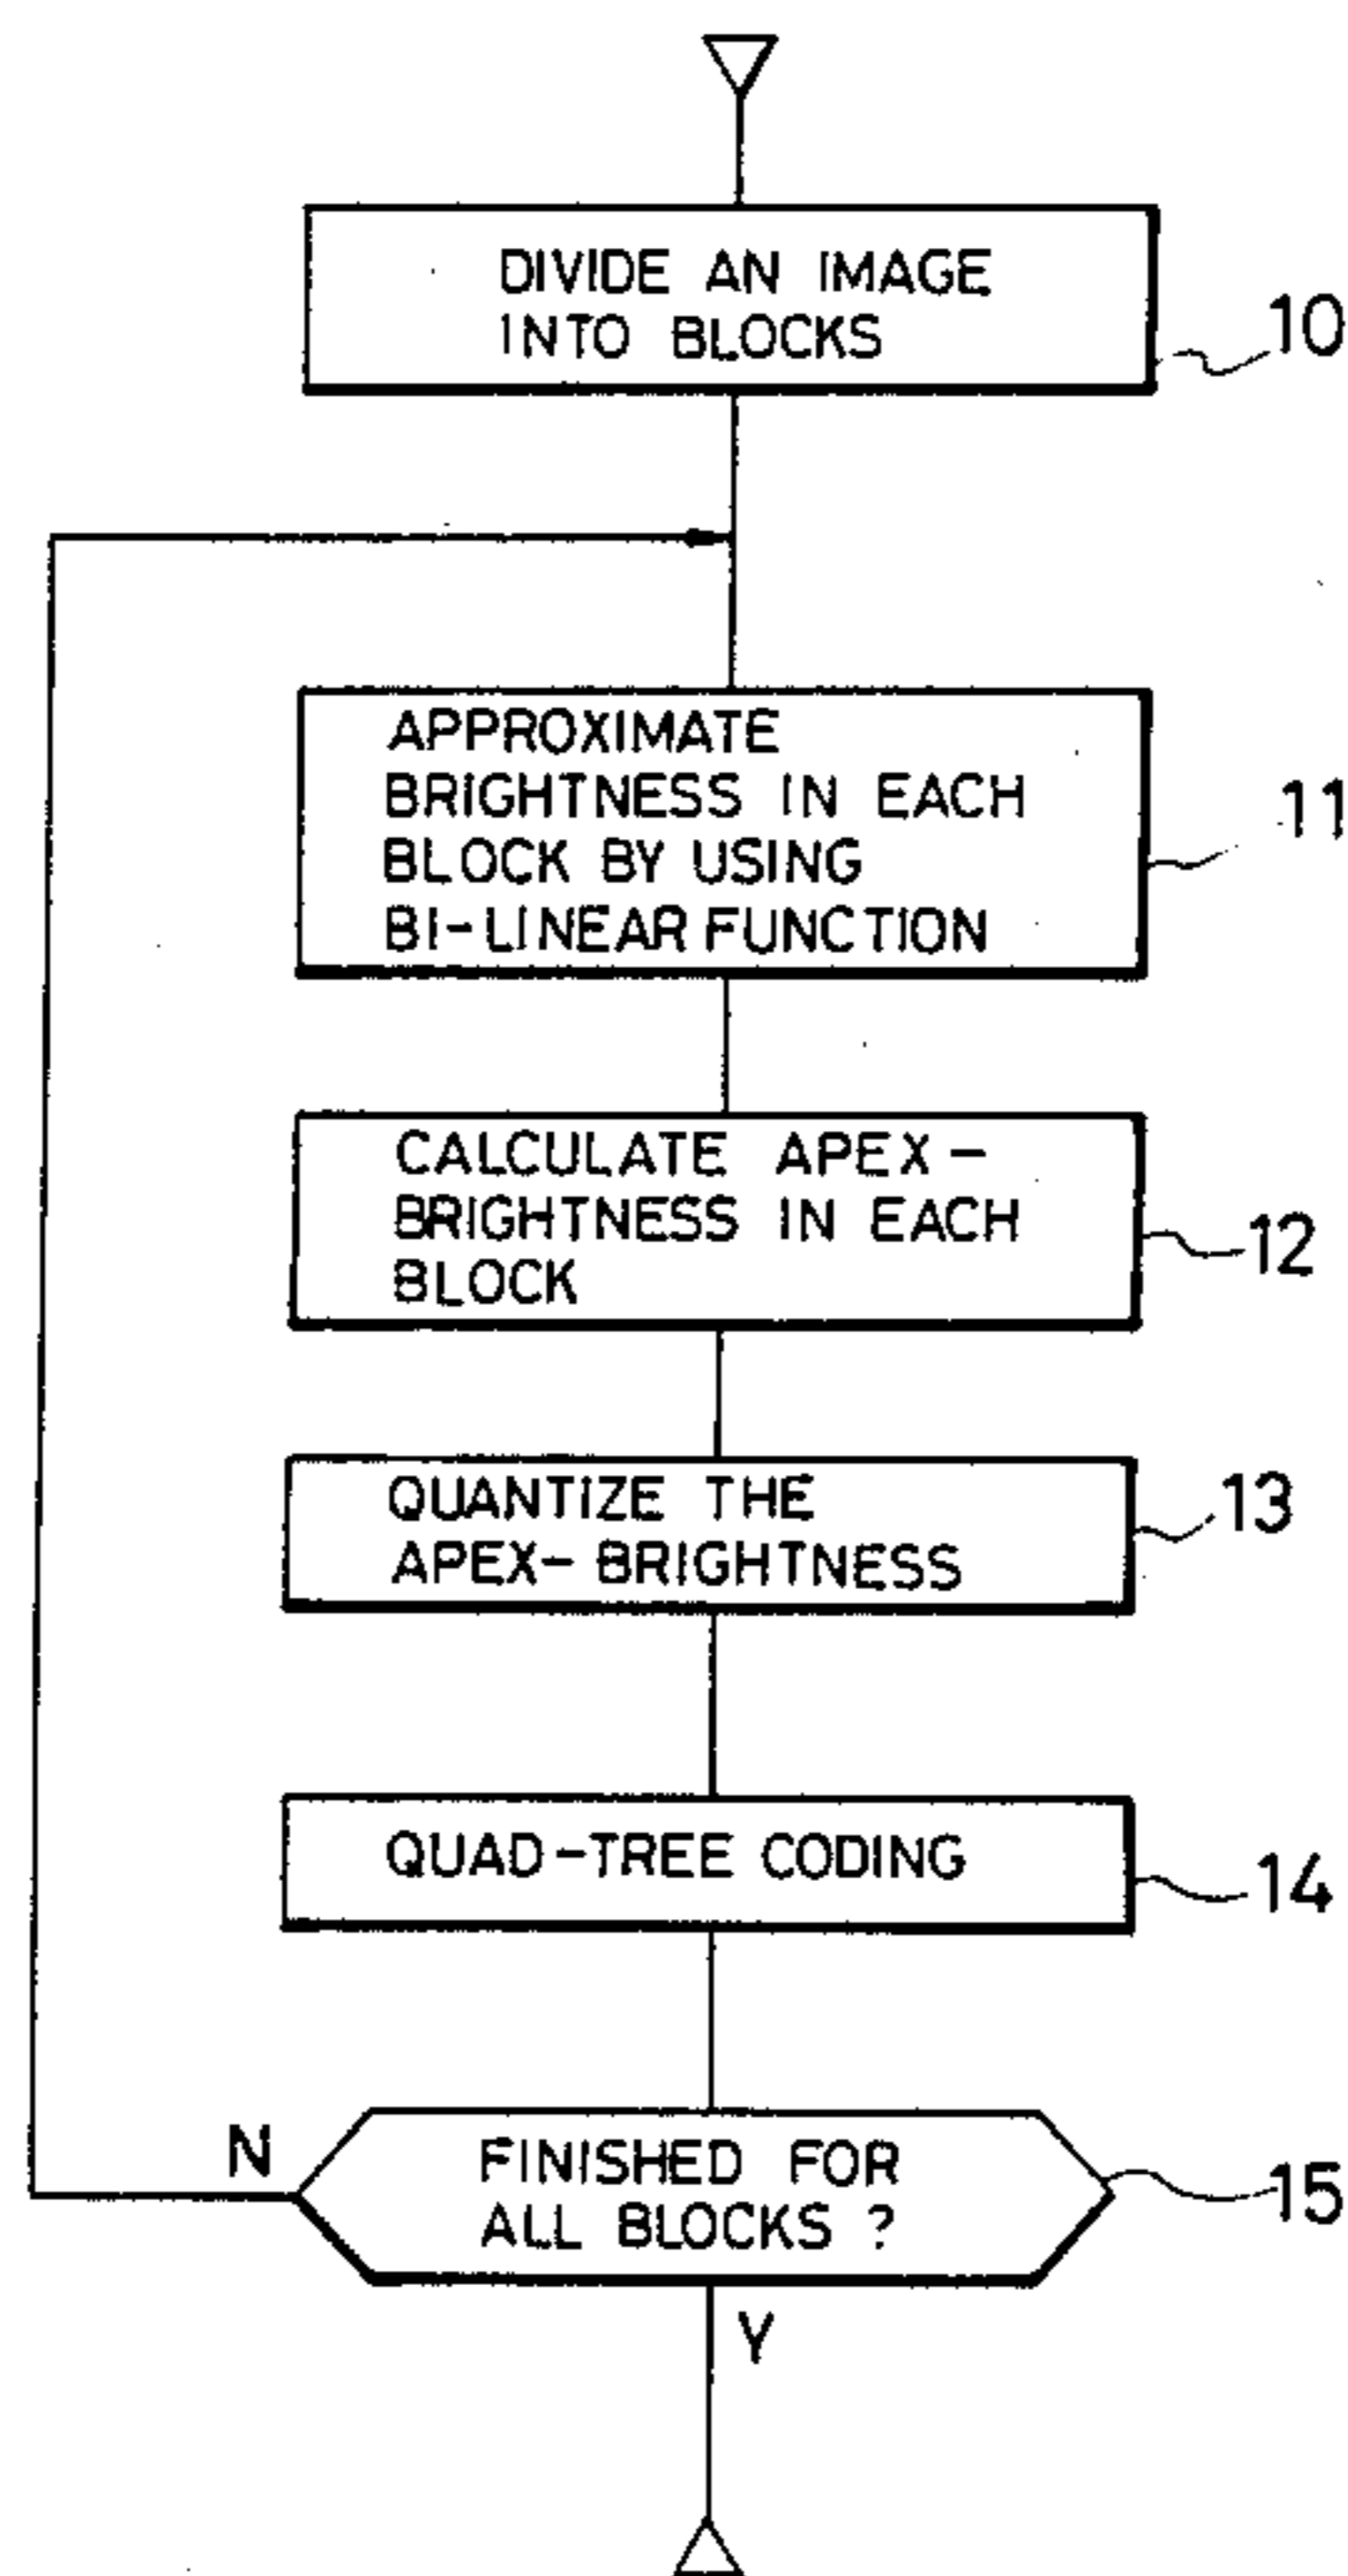 DIVIDE AN IMAGE
INTO BLOCKS
10
APPROXIMATE
BRIGHTNESS IN EACH
BLOCK BY USING
BI-LINEAR FUNCTION
11
CALCULATE APEX-
BRIGHTNESS IN EACH
BLOCK
12
QUANTIZE THE
APEX-BRIGHTNESS
13
QUAD-TREE CODING
14
N
FINISHED FOR
ALL BLOCKS ?
15
Y